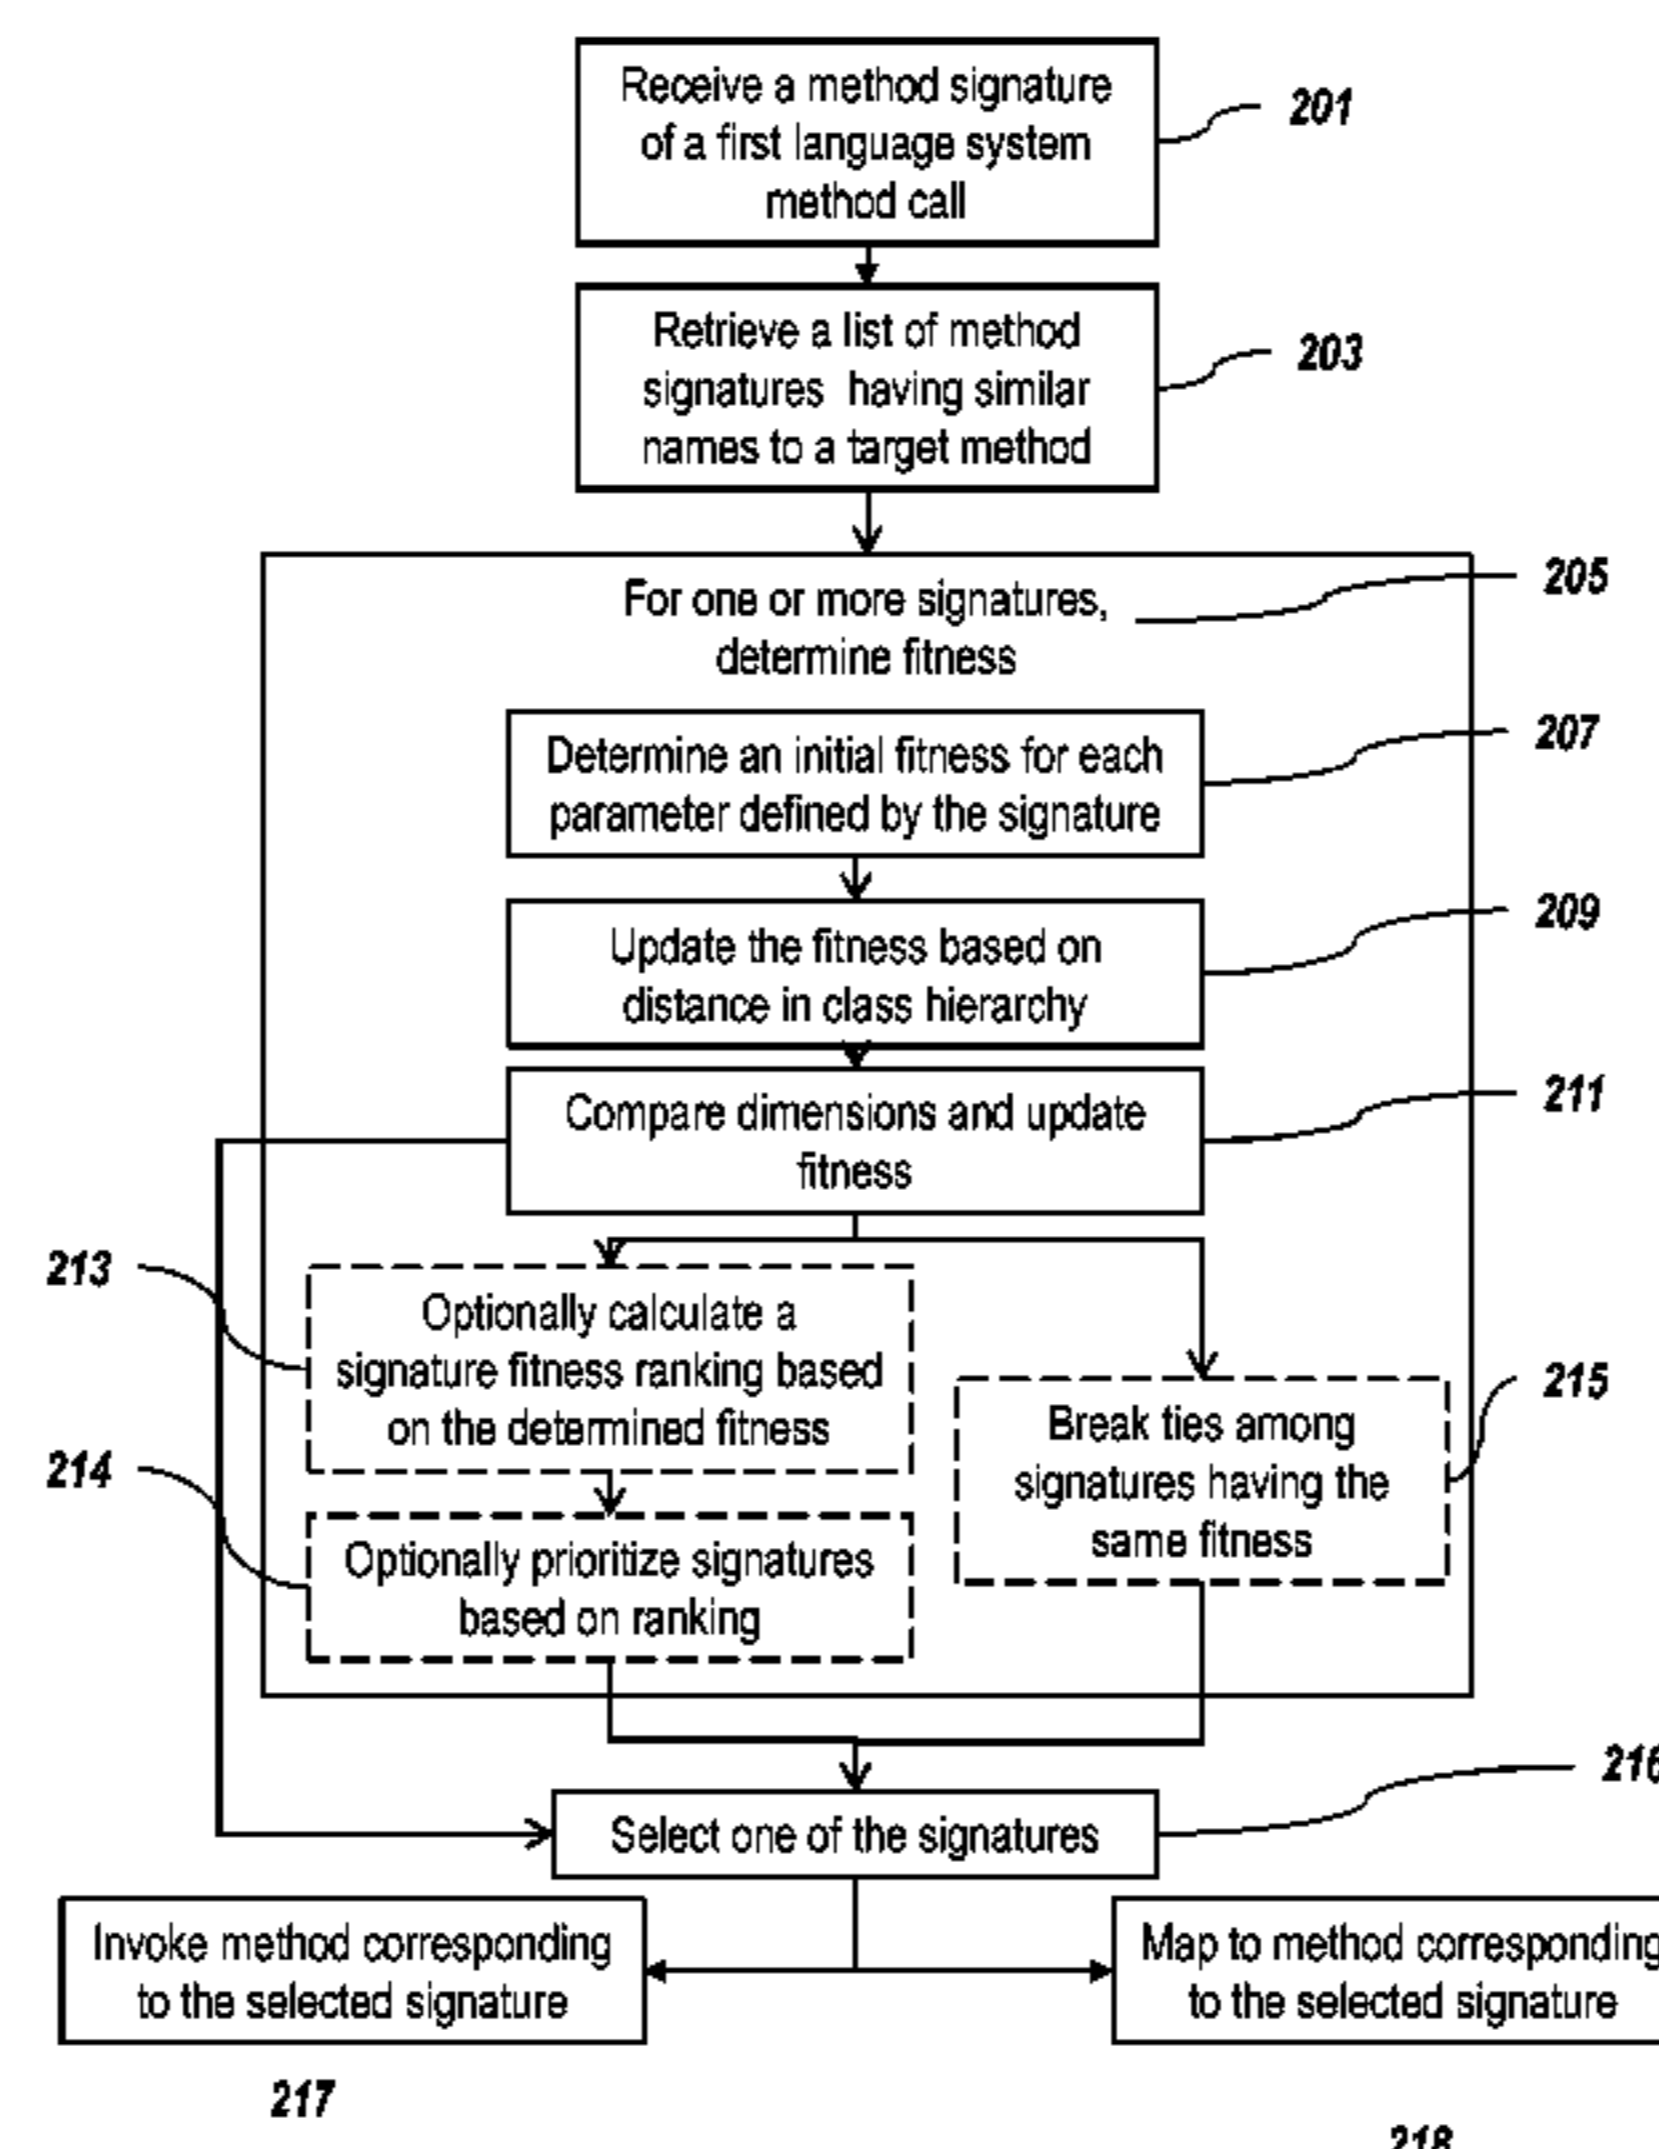 Receive a method signature
of a first language system
method call
201
Retrieve a list of method
signatures having similar
names to a target method
203
For one or more signatures,
determine fitness
205
Determine an initial fitness for each
parameter defined by the signature
207
Update the fitness based on
distance in class hierarchy
209
Compare dimensions and update
fitness
211
213
Optionally calculate a
signature fitness ranking based
on the determined fitness
214
Optionally prioritize signatures
based on ranking
Break ties among
signatures having the
same fitness
215
Select one of the signatures
216
Invoke method corresponding
to the selected signature
217
Map to method corresponding
to the selected signature
218